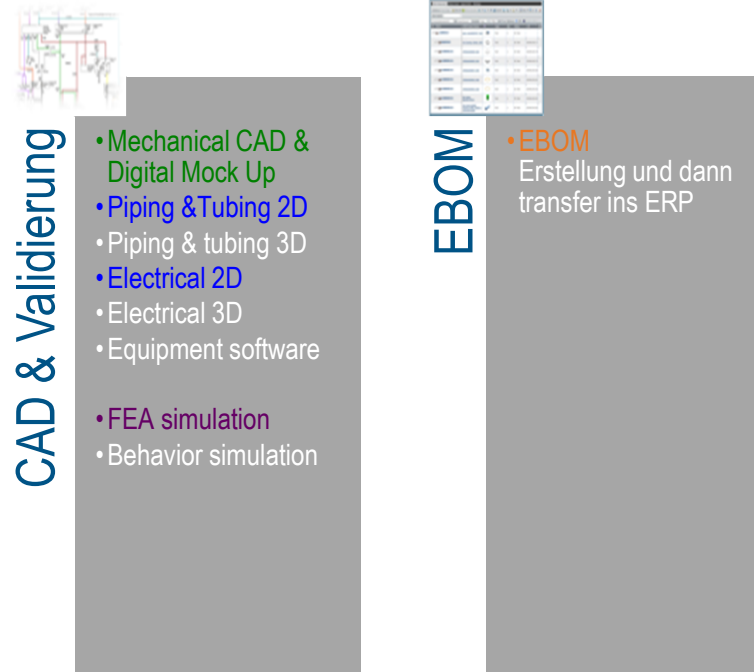 CAD & Validierung
• Mechanical CAD &
Digital Mock Up
• Piping &Tubing 2D
• Piping & tubing 3D
• Electrical 2D
• Electrical 3D
• Equipment software
• FEA simulation
• Behavior simulation
EBOM
• EBOM
Erstellung und dann
transfer ins ERP